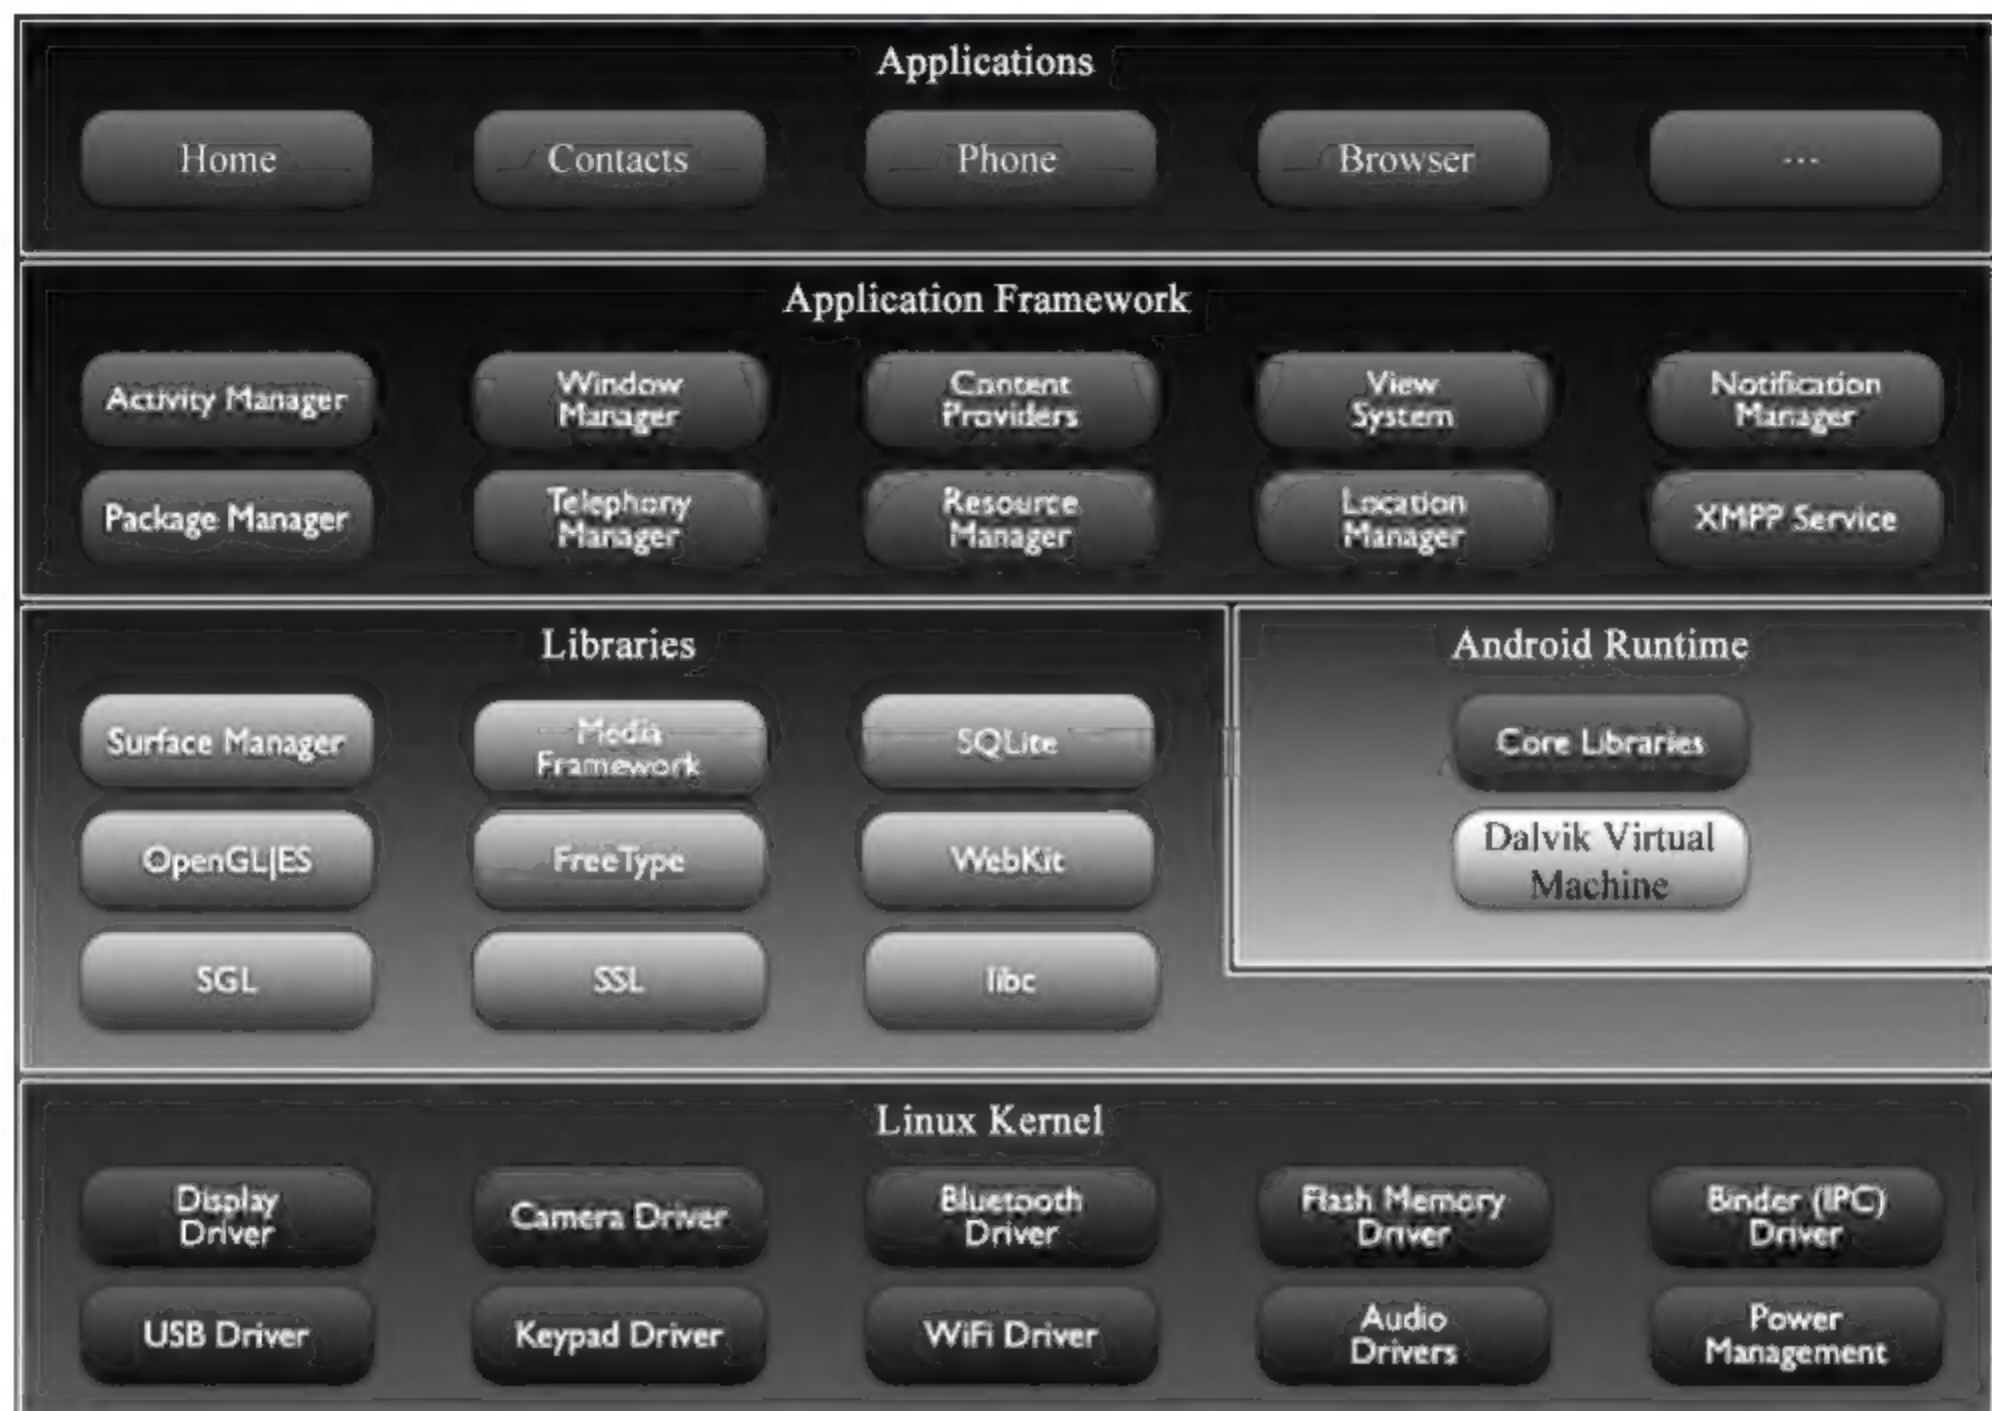 Applications
Home
Contacts
Phone
Browser
...
Application Framework
Activity Manager
Window
Manager
Content
Providers
View
System
Notification
Manager
Package Manager
Telephony
Manager
Resource
Manager
Location
Manager
XMPP Service
Libraries
Surface Manager
Media
Framework
SQLite
OpenGL|ES
FreeType
WebKit
SGL
SSL
libc
Android Runtime
Core Libraries
Dalvik Virtual
Machine
Linux Kernel
Display
Driver
Camera Driver
Bluetooth
Driver
Flash Memory
Driver
Binder (IPC)
Driver
USB Driver
Keypad Driver
WiFi Driver
Audio
Drivers
Power
Management